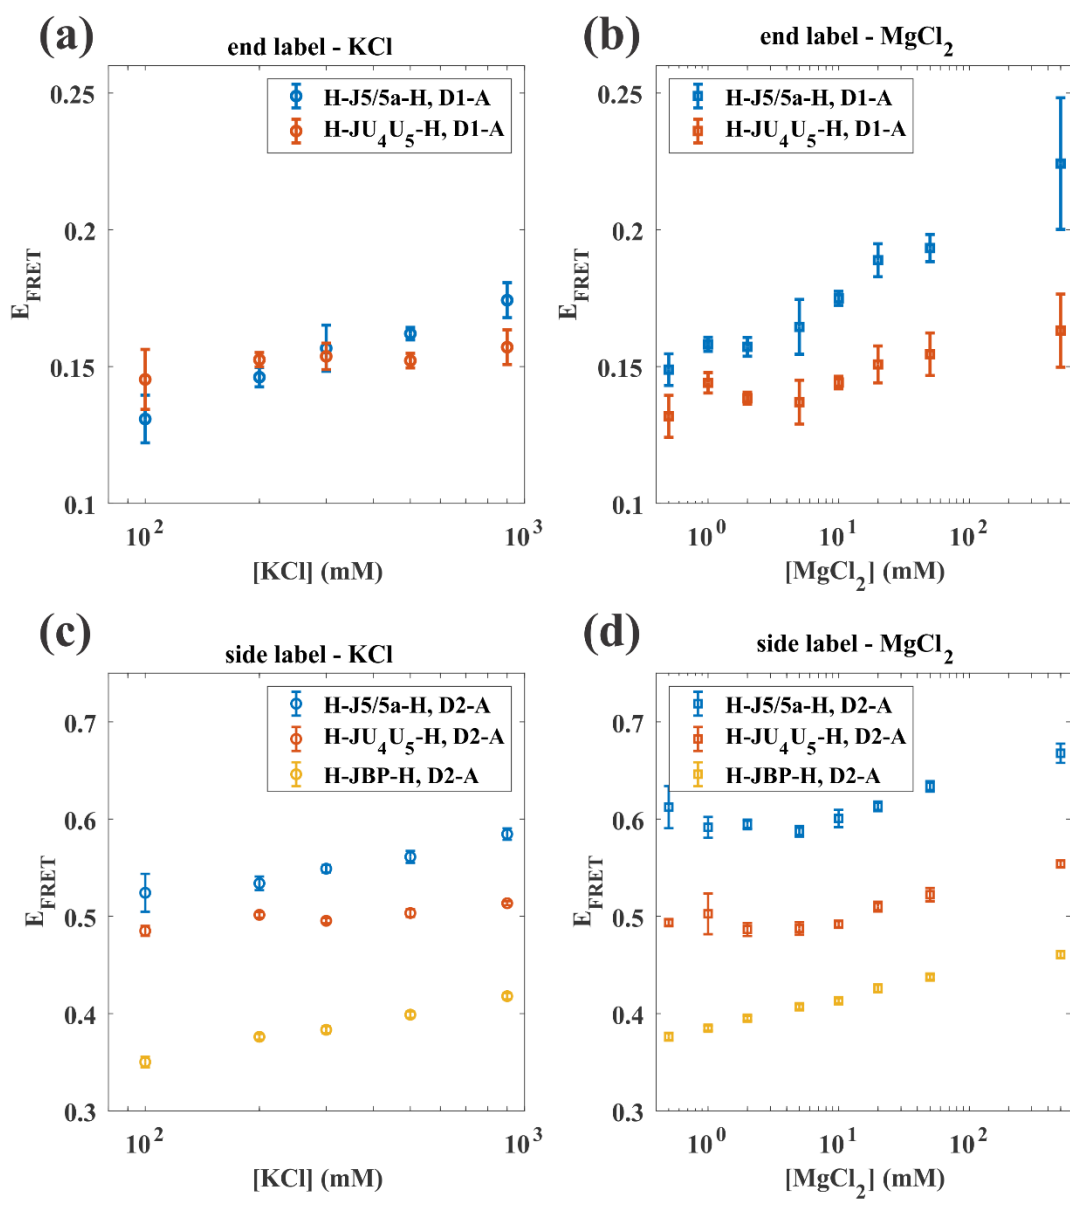 (a)
end label - KCl
H-J5/5a-H, D1-A
H-JU4U5-H, D1-A
0.25
0.2
0.15
0.1
EFRET
10^2
10^3
[KCl] (mM)
(b)
end label - MgCl2
H-J5/5a-H, D1-A
H-JU4U5-H, D1-A
0.25
0.2
0.15
0.1
EFRET
10^0
10^1
10^2
[MgCl2] (mM)
(c)
side label - KCl
H-J5/5a-H, D2-A
H-JU4U5-H, D2-A
H-JBP-H, D2-A
0.7
0.6
0.5
0.4
0.3
EFRET
10^2
10^3
[KCl] (mM)
(d)
side label - MgCl2
H-J5/5a-H, D2-A
H-JU4U5-H, D2-A
H-JBP-H, D2-A
0.7
0.6
0.5
0.4
0.3
EFRET
10^0
10^1
10^2
[MgCl2] (mM)